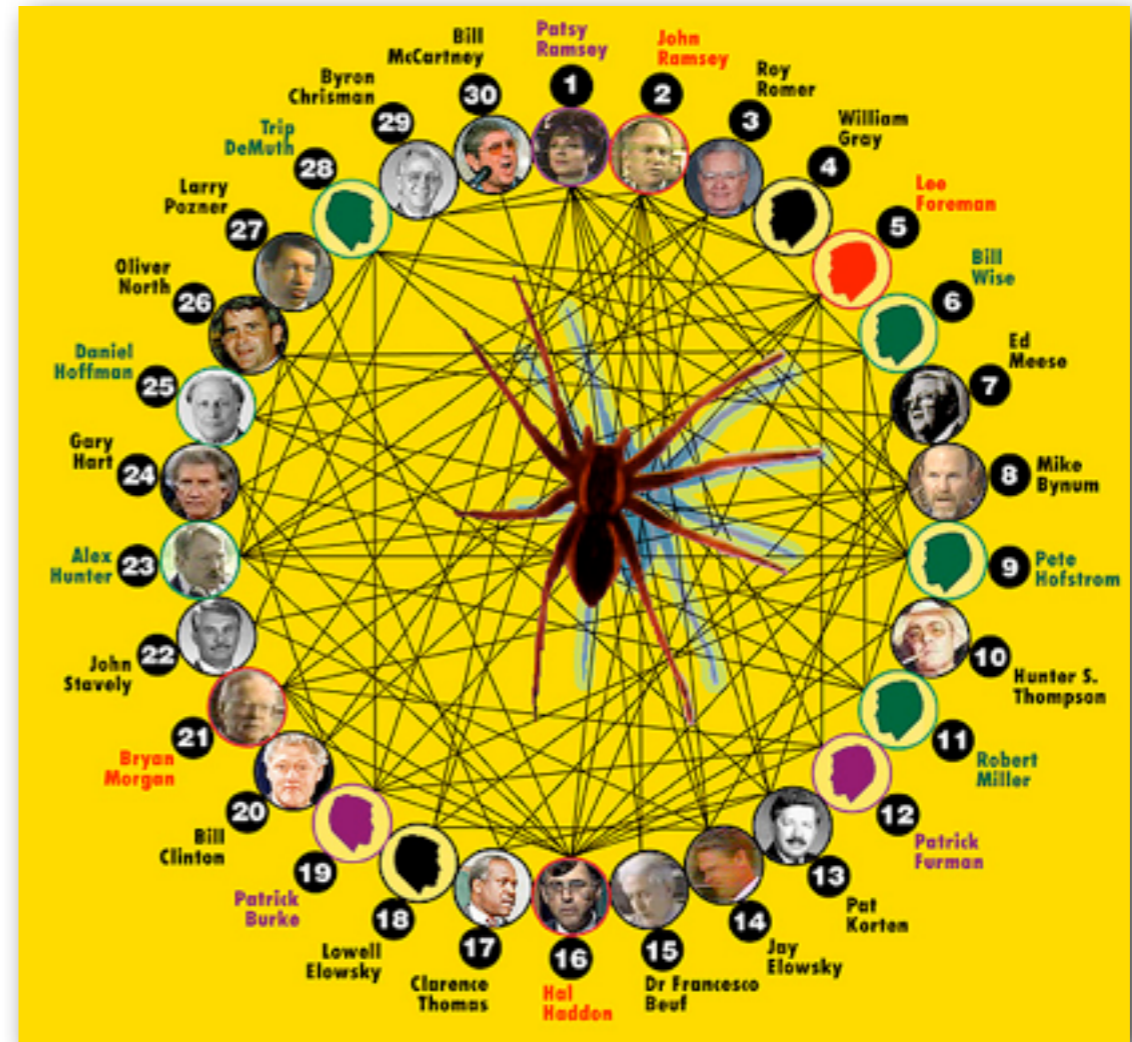 Patsy
Ramsey
1
John
Ramsey
2
Roy
Romer
3
William
Gray
4
Lee
Foreman
5
Bill
Wise
6
Ed
Meese
7
Mike
Bynum
8
Pete
Hofstrom
9
Hunter S.
Thompson
10
Robert
Miller
11
Patrick
Furman
12
Pat
Korten
13
Jay
Elowsky
14
Dr Francesco
Beuf
15
Hal
Haddon
16
Clarence
Thomas
17
Lowell
Elowsky
18
Patrick
Burke
19
Bill
Clinton
20
Bryan
Morgan
21
John
Stavely
22
Alex
Hunter
23
Gary
Hart
24
Daniel
Hoffman
25
Oliver
North
26
Larry
Pozner
27
Trip
DeMuth
28
Byron
Chrisman
29
Bill
McCartney
30